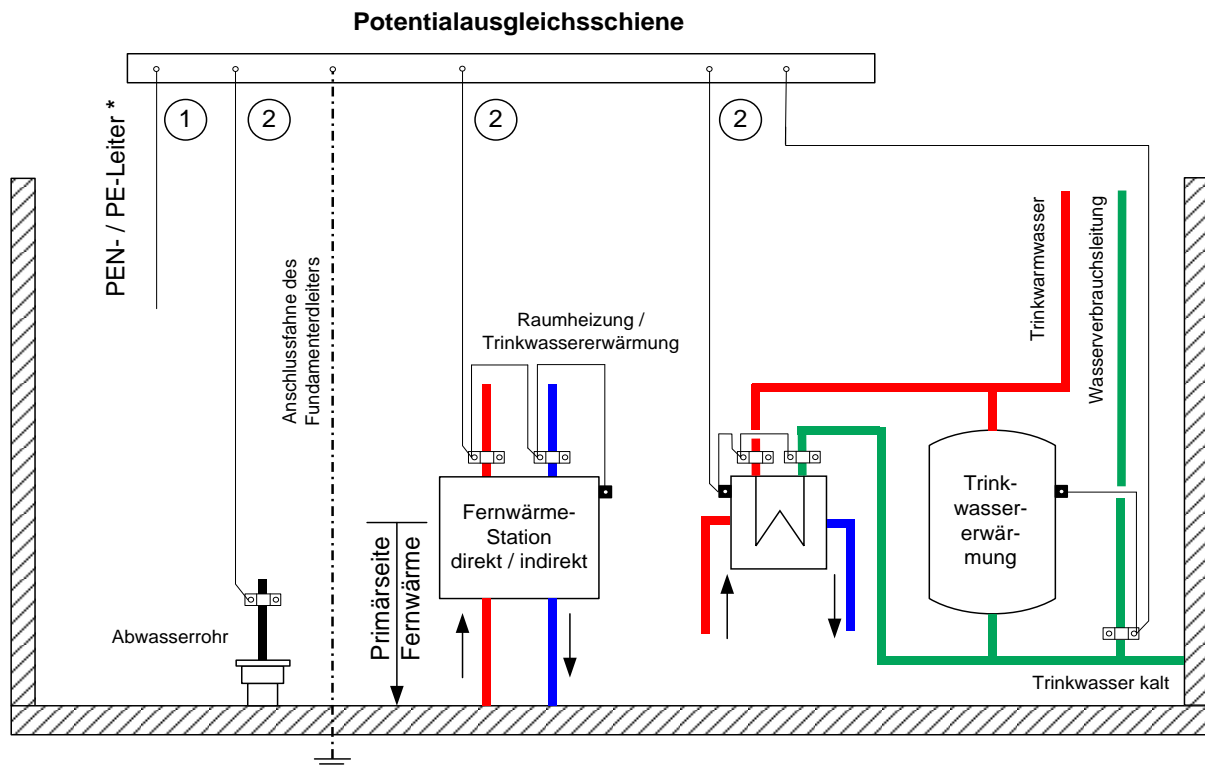 Potentialausgleichsschiene
PEN- / PE-Leiter *
1
2
2
2
Anschlussfahne des
Fundamenterdleiters
Raumheizung /
Trinkwassererwärmung
Trinkwarmwasser
Wasserverbrauchsleitung
Fernwärme-
Station
direkt / indirekt
Trink-
wasser-
erwär-
mung
Primärseite
Fernwärme
Abwasserrohr
Trinkwasser kalt